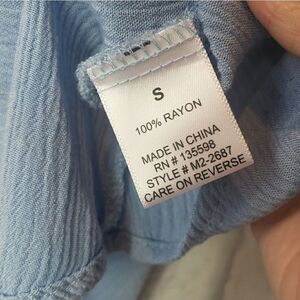 S
100% RAYON
MADE IN CHINA
RN # 135598
STYLE # M2-2687
CARE ON REVERSE